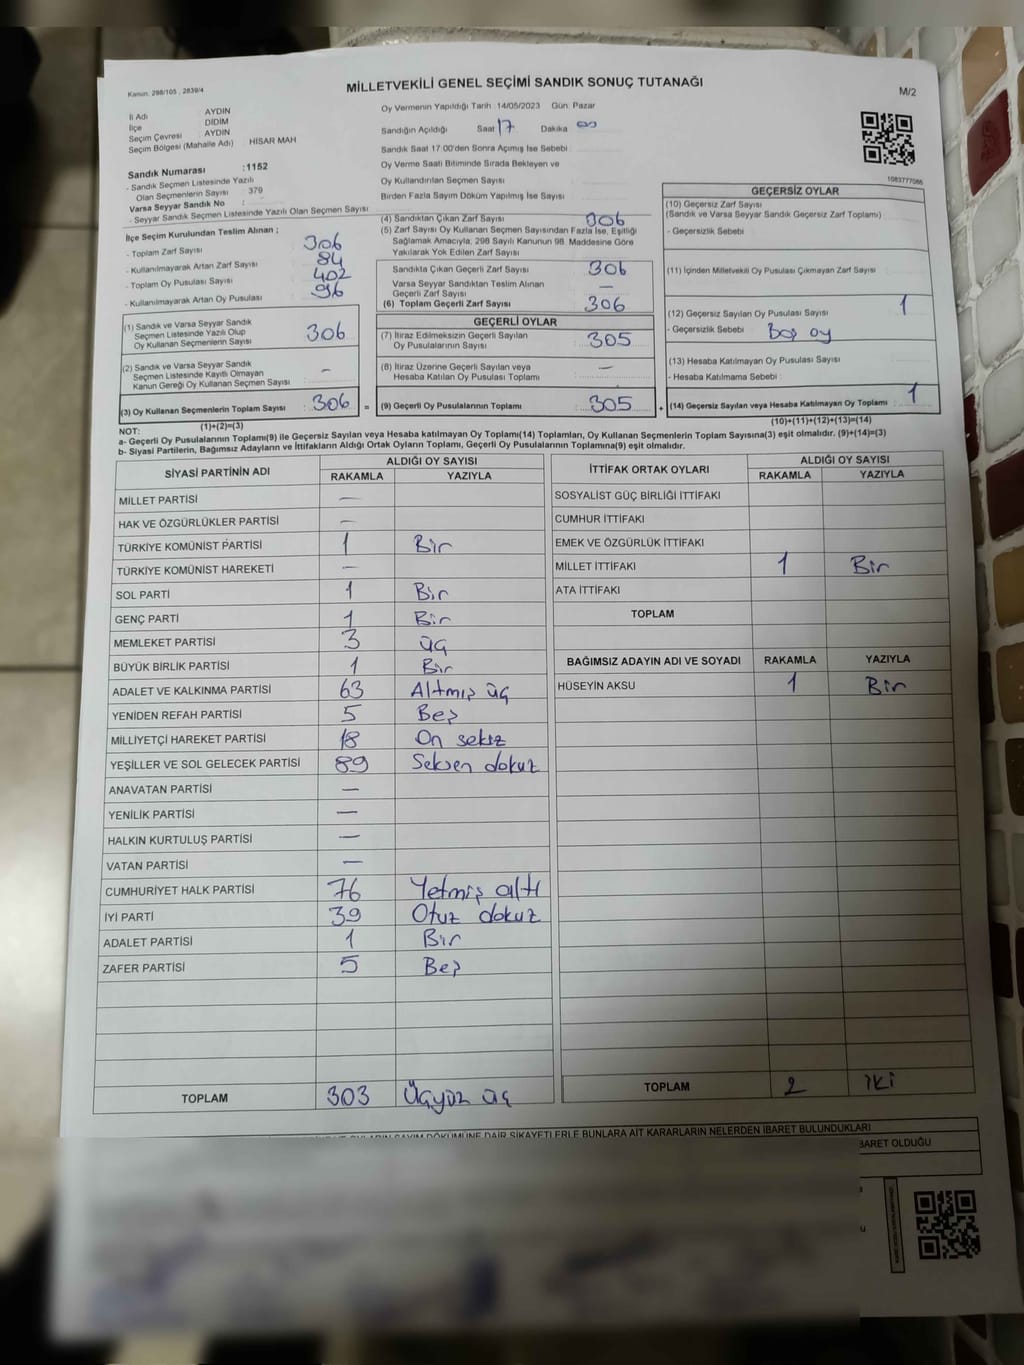 Kanun: 298/105 , 2839/4
MİLLETVEKİLİ GENEL SEÇİMİ SANDIK SONUÇ TUTANAĞI
M/2
İl Adı : AYDIN
İlçe : DİDİM
Seçim Çevresi : AYDIN
Seçim Bölgesi (Mahalle Adı) : HİSAR MAH
Sandık Numarası :1152
- Sandık Seçmen Listesinde Yazılı
Olan Seçmenlerin Sayısı : 379
Varsa Seyyar Sandık No :
- Seyyar Sandık Seçmen Listesinde Yazılı Olan Seçmen Sayısı
Oy Vermenin Yapıldığı Tarih 14/05/2023 Gün: Pazar
Sandığın Açıldığı Saat 17 Dakika
Sandık Saat 17:00'den Sonra Açımış İse Sebebi
Oy Verme Saati Bitiminde Sırada Bekleyen ve
Oy Kullandırılan Seçmen Sayısı
Birden Fazla Sayım Döküm Yapılmış İse Sayısı
1083777086
İlçe Seçim Kurulundan Teslim Alınan ;
- Toplam Zarf Sayısı 306
- Kullanılmayarak Artan Zarf Sayısı 84
- Toplam Oy Pusulası Sayısı 402
- Kullanılmayarak Artan Oy Pusulası 96
(1) Sandık ve Varsa Seyyar Sandık
Seçmen Listesinde Yazılı Olup
Oy Kullanan Seçmenlerin Sayısı 306
(2) Sandık ve Varsa Seyyar Sandık
Seçmen Listesinde Kayıtlı Olmayan
Kanun Gereği Oy Kullanan Seçmen Sayısı : -
(3) Oy Kullanan Seçmenlerin Toplam Sayısı 306 =
(1)+(2)=(3)
(4) Sandıktan Çıkan Zarf Sayısı 306
(5) Zarf Sayısı Oy Kullanan Seçmen Sayısından Fazla İse, Eşitliği
Sağlamak Amacıyla; 298 Sayılı Kanunun 98. Maddesine Göre
Yakılarak Yok Edilen Zarf Sayısı
Sandıkta Çıkan Geçerli Zarf Sayısı 306
Varsa Seyyar Sandıktan Teslim Alınan
Geçerli Zarf Sayısı —
(6) Toplam Geçerli Zarf Sayısı 306
GEÇERLİ OYLAR
(7) İtiraz Edilmeksizin Geçerli Sayılan
Oy Pusulalarının Sayısı 305
(8) İtiraz Üzerine Geçerli Sayılan veya
Hesaba Katılan Oy Pusulası Toplamı —
(9) Geçerli Oy Pusulalarının Toplamı 305 +
GEÇERSİZ OYLAR
(10) Geçersiz Zarf Sayısı
(Sandık ve Varsa Seyyar Sandık Geçersiz Zarf Toplamı)
- Geçersizlik Sebebi :
(11) İçinden Milletvekili Oy Pusulası Çıkmayan Zarf Sayısı
(12) Geçersiz Sayılan Oy Pusulası Sayısı 1
- Geçersizlik Sebebi : Boş oy
(13) Hesaba Katılmayan Oy Pusulası Sayısı
- Hesaba Katılmama Sebebi :
(14) Geçersiz Sayılan veya Hesaba Katılmayan Oy Toplamı : 1
(10)+(11)+(12)+(13)=(14)
NOT:
a- Geçerli Oy Pusulalarının Toplamı(9) ile Geçersiz Sayılan veya Hesaba katılmayan Oy Toplamı(14) Toplamları, Oy Kullanan Seçmenlerin Toplam Sayısına(3) eşit olmalıdır. (9)+(14)=(3)
b- Siyasi Partilerin, Bağımsız Adayların ve İttifakların Aldığı Ortak Oyların Toplamı, Geçerli Oy Pusulalarının Toplamına(9) eşit olmalıdır.
SİYASİ PARTİNİN ADI ALDIĞI OY SAYISI
RAKAMLA YAZIYLA
MİLLET PARTİSİ —
HAK VE ÖZGÜRLÜKLER PARTİSİ —
TÜRKİYE KOMÜNİST PARTİSİ 1 Bir
TÜRKİYE KOMÜNİST HAREKETİ —
SOL PARTİ 1 Bir
GENÇ PARTİ 1 Bir
MEMLEKET PARTİSİ 3 üç
BÜYÜK BİRLİK PARTİSİ 1 Bir
ADALET VE KALKINMA PARTİSİ 63 Altmış üç
YENİDEN REFAH PARTİSİ 5 Beş
MİLLİYETÇİ HAREKET PARTİSİ 18 On sekiz
YEŞİLLER VE SOL GELECEK PARTİSİ 89 Seksen dokuz
ANAVATAN PARTİSİ —
YENİLİK PARTİSİ —
HALKIN KURTULUŞ PARTİSİ —
VATAN PARTİSİ —
CUMHURİYET HALK PARTİSİ 76 Yetmiş altı
İYİ PARTİ 39 Otuz dokuz
ADALET PARTİSİ 1 Bir
ZAFER PARTİSİ 5 Beş
TOPLAM 303 Üçyüz üç
İTTİFAK ORTAK OYLARI ALDIĞI OY SAYISI
RAKAMLA YAZIYLA
SOSYALİST GÜÇ BİRLİĞİ İTTİFAKI
CUMHUR İTTİFAKI
EMEK VE ÖZGÜRLÜK İTTİFAKI
MİLLET İTTİFAKI 1 Bir
ATA İTTİFAKI
TOPLAM
BAĞIMSIZ ADAYIN ADI VE SOYADI RAKAMLA YAZIYLA
HÜSEYİN AKSU 1 Bir
TOPLAM 2 iki
SAYIM DÖKÜMÜNE DAİR ŞİKAYETLERLE BUNLARA AİT KARARLARIN NELERDEN İBARET BULUNDUKLARI
BARET OLDUĞU